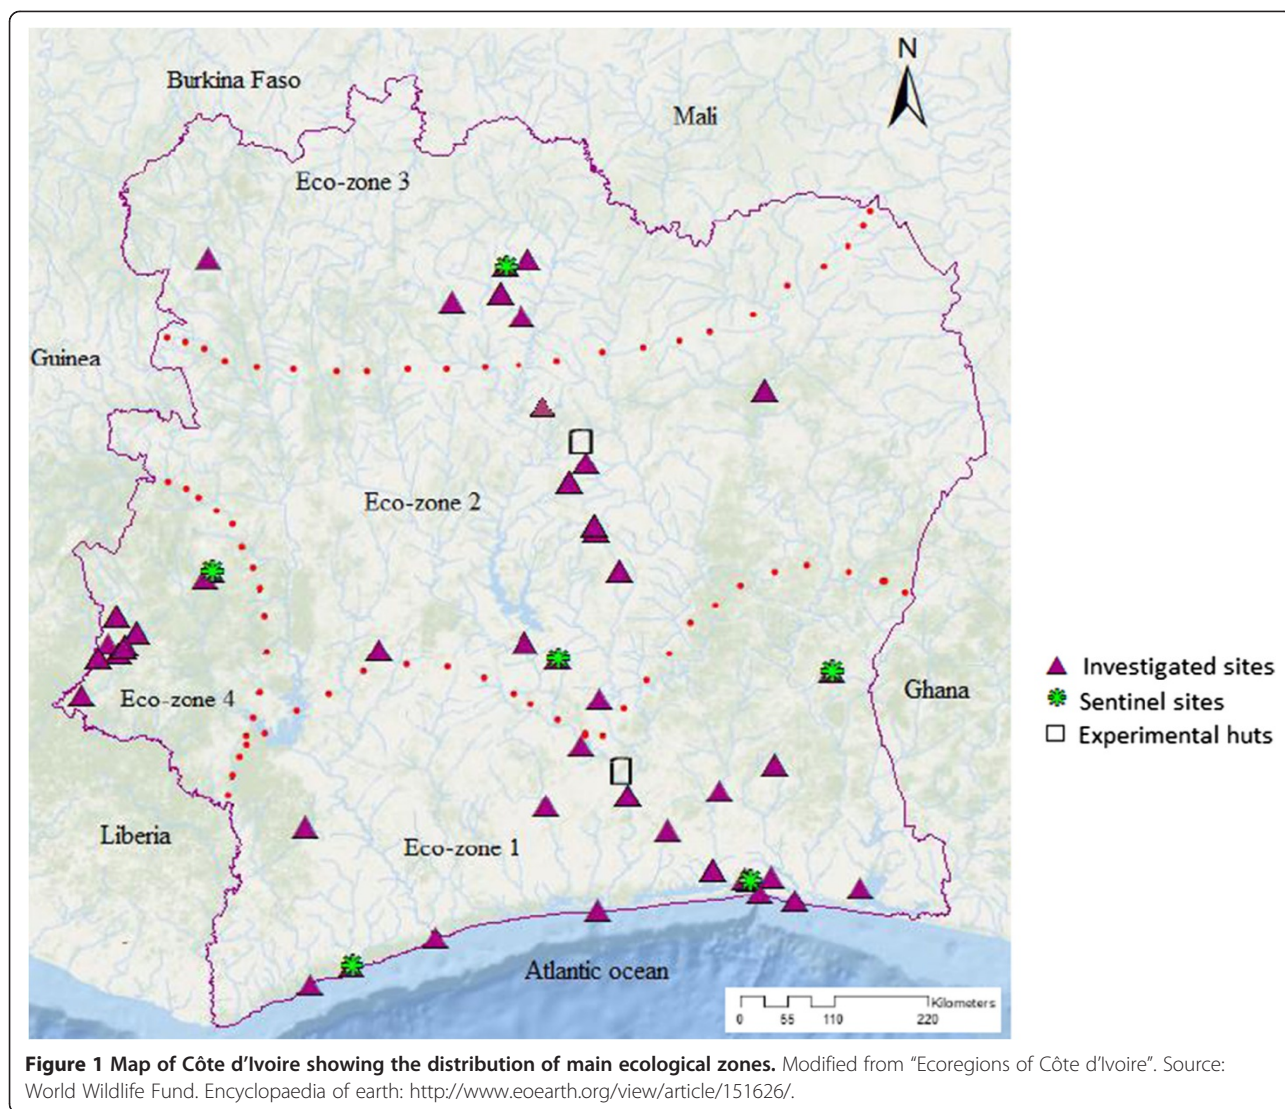 N
Burkina Faso
Mali
Eco-zone 3
Guinea
Eco-zone 2
Eco-zone 4
Ghana
Investigated sites
Sentinel sites
Experimental huts
Liberia
Eco-zone 1
Atlantic ocean
Kilometers
0 55 110 220
Figure 1 Map of Côte d'Ivoire showing the distribution of main ecological zones. Modified from "Ecoregions of Côte d'Ivoire". Source:
World Wildlife Fund. Encyclopaedia of earth: http://www.eoearth.org/view/article/151626/.